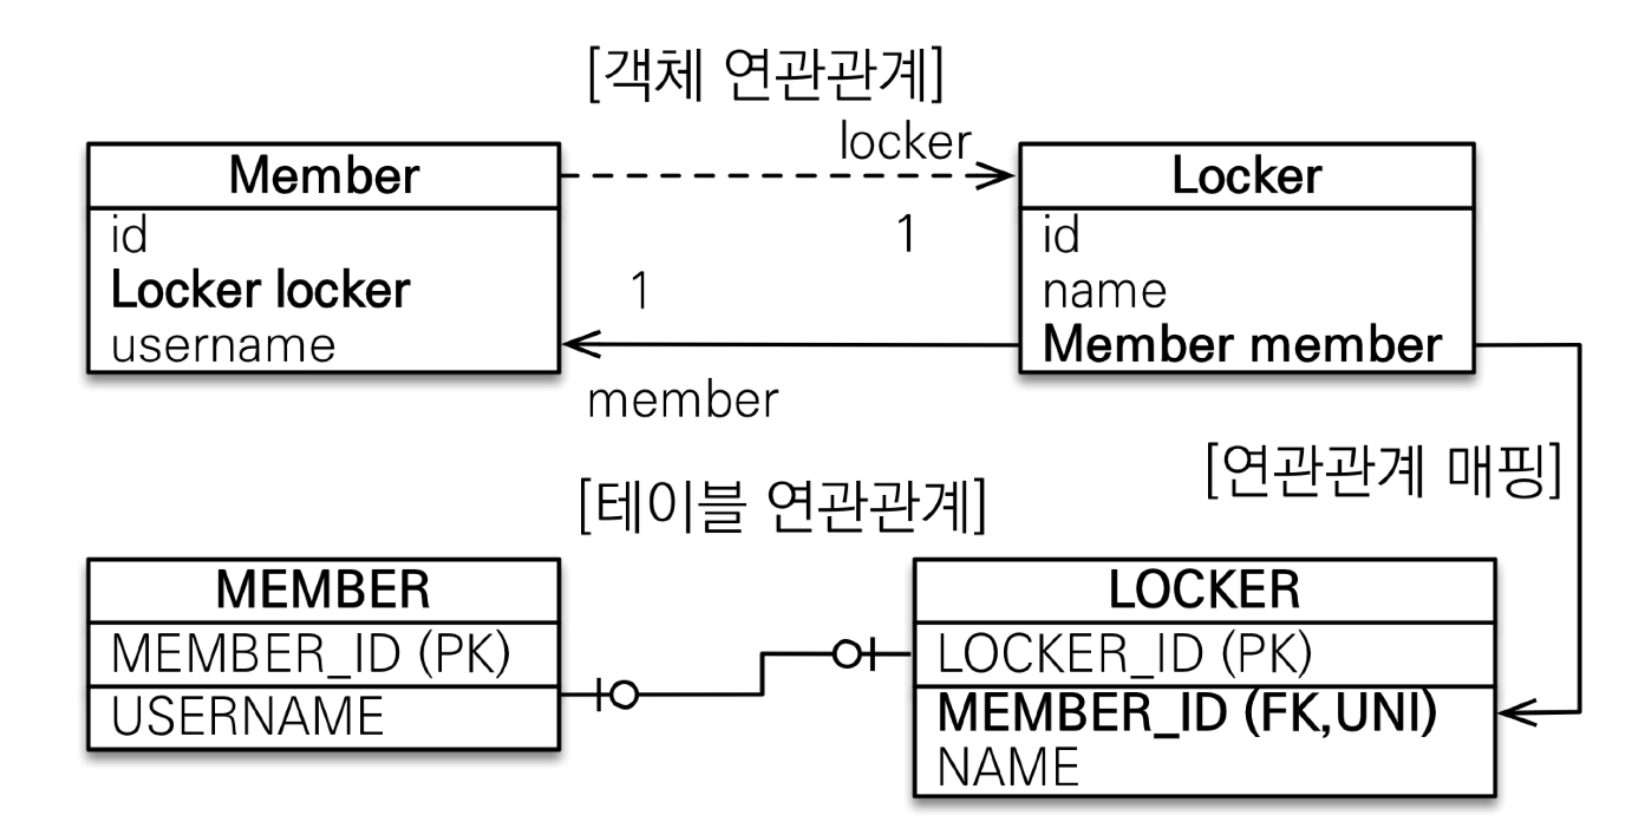 [객체 연관관계]
locker
Member
id
Locker locker
username
1
1
Locker
id
name
Member member
member
[연관관계 매핑]
[테이블 연관관계]
MEMBER
MEMBER_ID (PK)
USERNAME
LOCKER
LOCKER_ID (PK)
MEMBER_ID (FK,UNI)
NAME